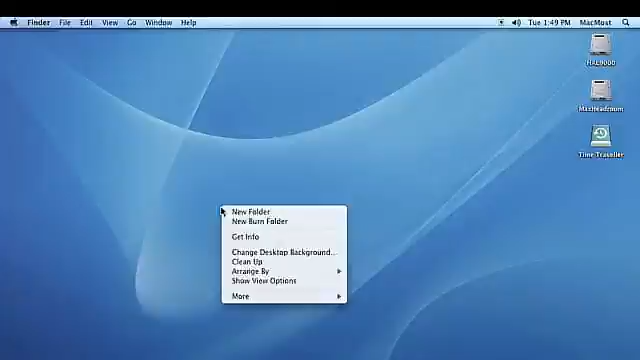 Finder File Edit View Go Window Help Tue 1:49 PM MacMost
HAL9000
MacHeadroom
Time Traveller
New Folder
New Burn Folder
Get Info
Change Desktop Background...
Clean Up
Arrange By
Show View Options
More